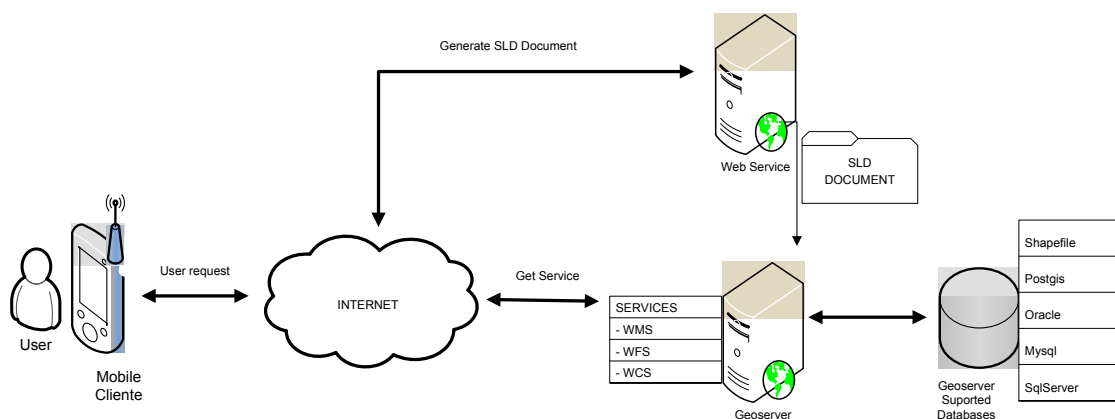 Generate SLD Document
Web Service
SLD
DOCUMENT
User request
INTERNET
Get Service
User
Mobile
Cliente
SERVICES
- WMS
- WFS
- WCS
Geoserver
Geoserver
Suported
Databases
Shapefile
Postgis
Oracle
Mysql
SqlServer